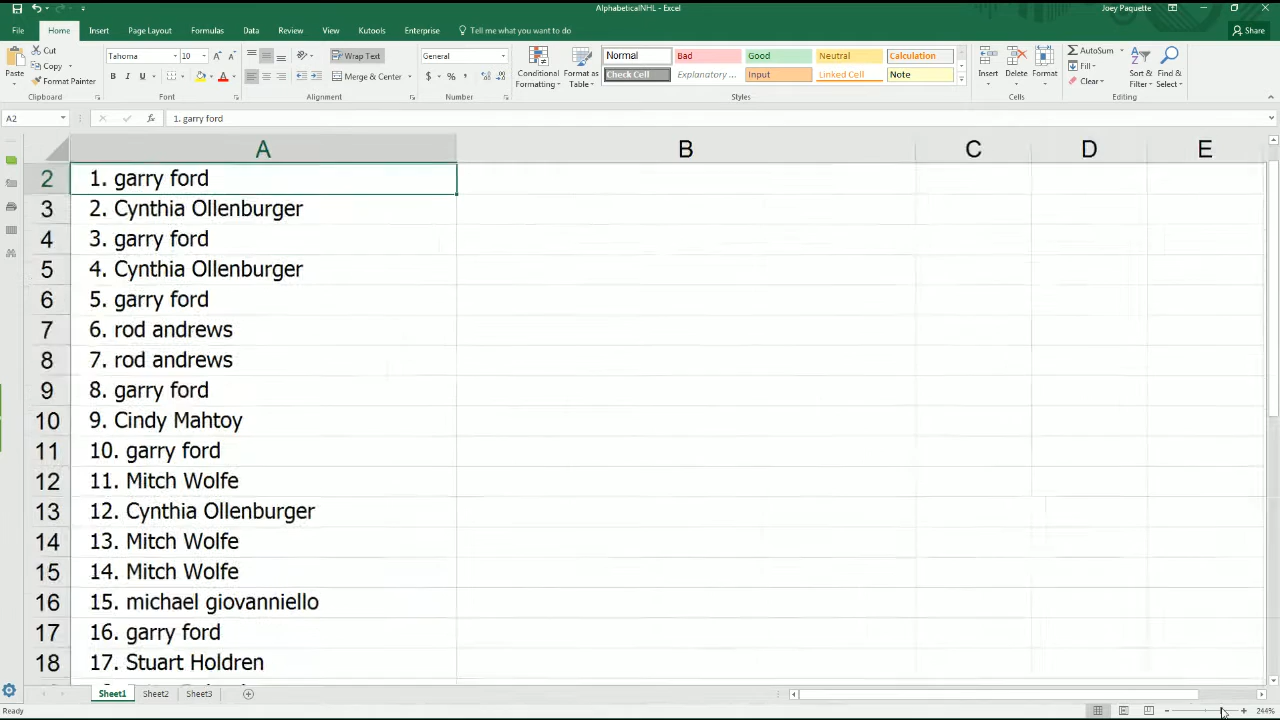 AlphabeticalNHL - Excel
Joey Paquette
File Home Insert Page Layout Formulas Data Review View Kutools Enterprise Tell me what you want to do... Share
Paste
Cut
Copy
Format Painter
Clipboard
Tahoma 10
B I U
Font
Wrap Text
Merge & Center
Alignment
General
$ % ,
Number
Conditional Formatting
Format as Table
Normal Bad Good Neutral Calculation
Check Cell Explanatory ... Input Linked Cell Note
Styles
Insert Delete Format
Cells
AutoSum
Fill
Clear
Sort & Filter
Find & Select
Editing
A2 fx 1. garry ford
A B C D E
2 1. garry ford
3 2. Cynthia Ollenburger
4 3. garry ford
5 4. Cynthia Ollenburger
6 5. garry ford
7 6. rod andrews
8 7. rod andrews
9 8. garry ford
10 9. Cindy Mahtoy
11 10. garry ford
12 11. Mitch Wolfe
13 12. Cynthia Ollenburger
14 13. Mitch Wolfe
15 14. Mitch Wolfe
16 15. michael giovanniello
17 16. garry ford
18 17. Stuart Holdren
Sheet1 Sheet2 Sheet3
Ready
244%